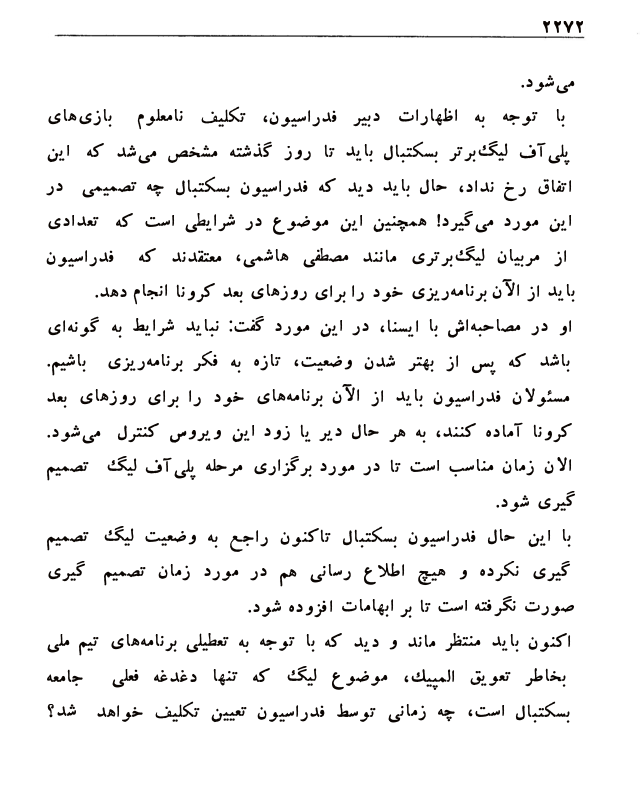 ۲۲۷۲
می‌شود.
با توجه به اظهارات دبیر فدراسیون، تکلیف نامعلوم بازی‌های
پلی‌آف لیگ‌برتر بسکتبال باید تا روز گذشته مشخص می‌شد که این
اتفاق رخ نداد، حال باید دید که فدراسیون بسکتبال چه تصمیمی در
این مورد می‌گیرد! همچنین این موضوع در شرایطی است که تعدادی
از مربیان لیگ‌برتری مانند مصطفی هاشمی، معتقدند که فدراسیون
باید از الآن برنامه‌ریزی خود را برای روزهای بعد کرونا انجام دهد.
او در مصاحبه‌اش با ایسنا، در این مورد گفت: نباید شرایط به گونه‌ای
باشد که پس از بهتر شدن وضعیت، تازه به فکر برنامه‌ریزی باشیم.
مسئولان فدراسیون باید از الآن برنامه‌های خود را برای روزهای بعد
کرونا آماده کنند، به هر حال دیر یا زود این ویروس کنترل می‌شود.
الان زمان مناسب است تا در مورد برگزاری مرحله پلی‌آف لیگ تصمیم
گیری شود.
با این حال فدراسیون بسکتبال تاکنون راجع به وضعیت لیگ تصمیم
گیری نکرده و هیچ اطلاع رسانی هم در مورد زمان تصمیم گیری
صورت نگرفته است تا بر ابهامات افزوده شود.
اکنون باید منتظر ماند و دید که با توجه به تعطیلی برنامه‌های تیم ملی
بخاطر تعویق المپیك، موضوع لیگ که تنها دغدغه فعلی جامعه
بسکتبال است، چه زمانی توسط فدراسیون تعیین تکلیف خواهد شد؟